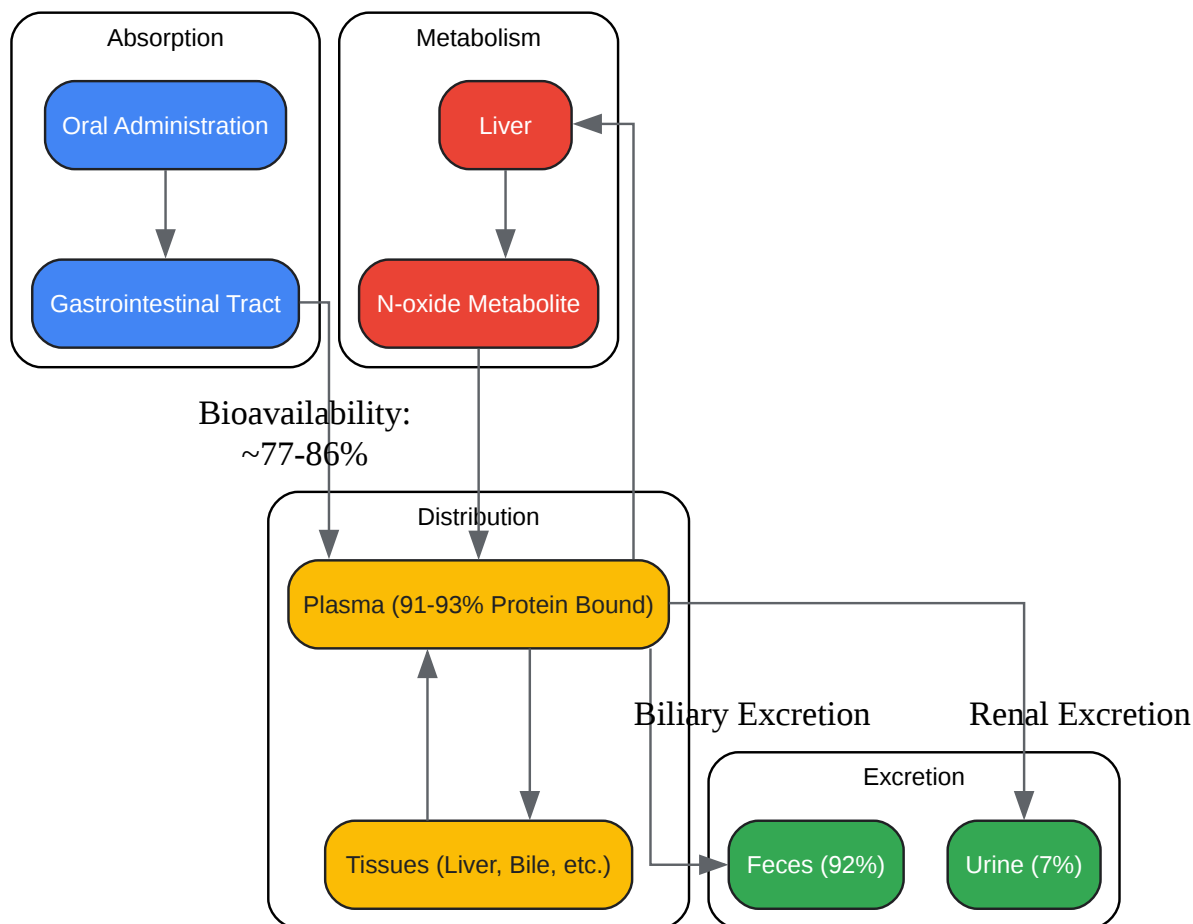 Absorption
Metabolism
Oral Administration
Liver
Gastrointestinal Tract
N-oxide Metabolite
Bioavailability:
~77-86%
Distribution
Plasma (91-93% Protein Bound)
Biliary Excretion
Renal Excretion
Excretion
Tissues (Liver, Bile, etc.)
Feces (92%)
Urine (7%)